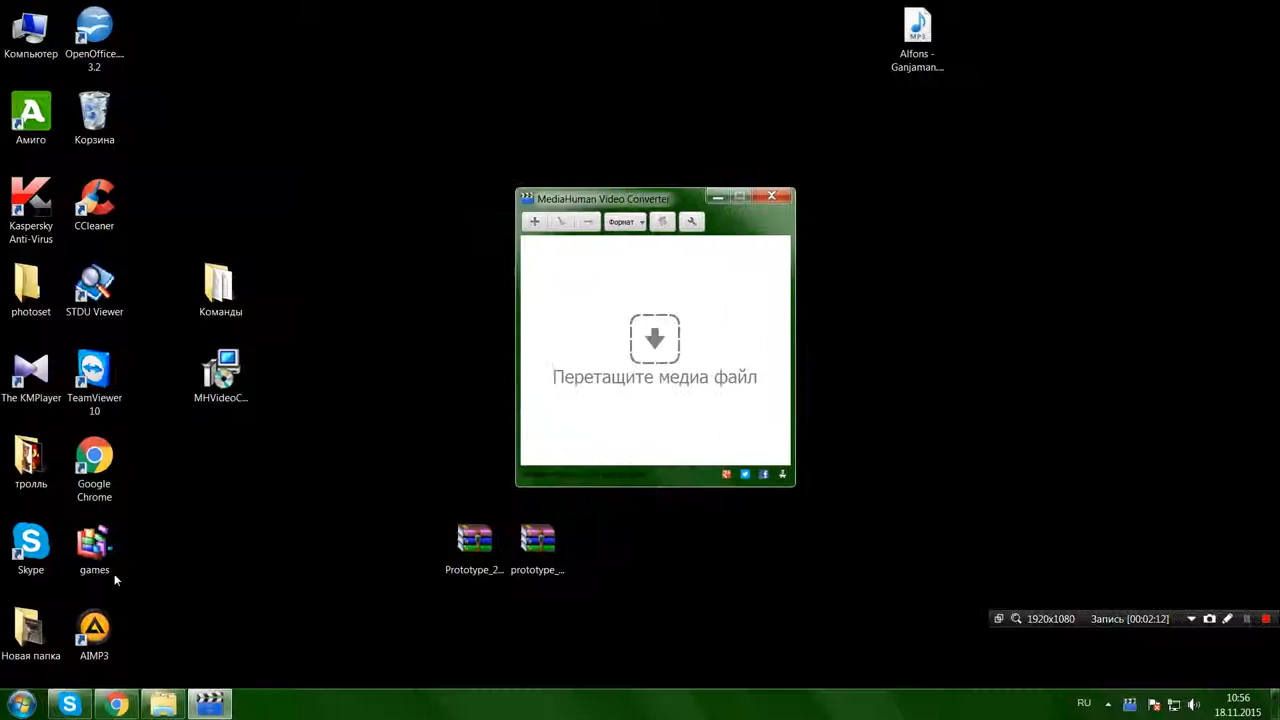 Компьютер
OpenOffice....
3.2
Alfons -
Ganjaman....
MP3
Амиго
Корзина
Kaspersky
Anti-Virus
CCleaner
MediaHuman Video Converter
Формат
photoset
STDU Viewer
Команды
Перетащите медиа файл
The KMPlayer
TeamViewer
10
MHVideoC...
тролль
Google
Chrome
Skype
games
Prototype_2...
prototype_...
1920x1080
Запись [00:02:12]
Новая папка
AIMP3
RU
10:56
18.11.2015